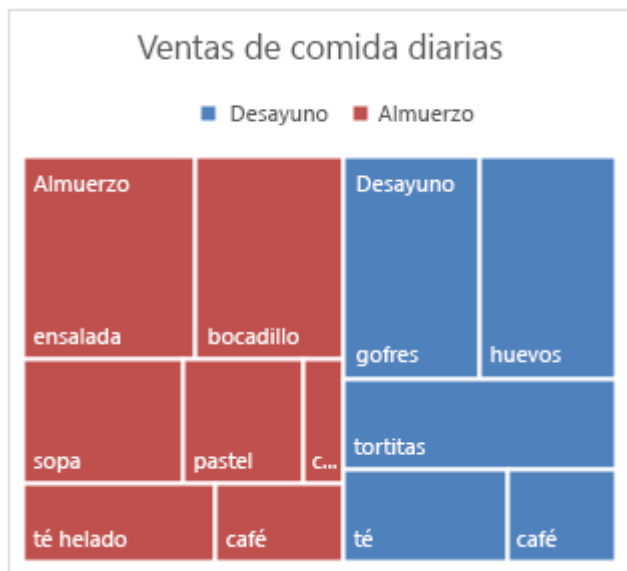 Ventas de comida diarias
Desayuno Almuerzo
Almuerzo
ensalada
bocadillo
sopa
pastel
c...
té helado
café
Desayuno
gofres
huevos
tortitas
té
café